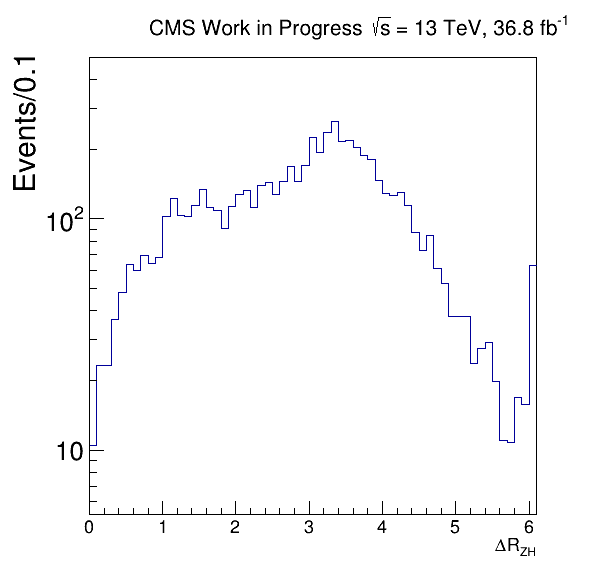 CMS Work in Progress √s = 13 TeV, 36.8 fb⁻¹
Events/0.1
10²
10
0 1 2 3 4 5 6
ΔR_ZH